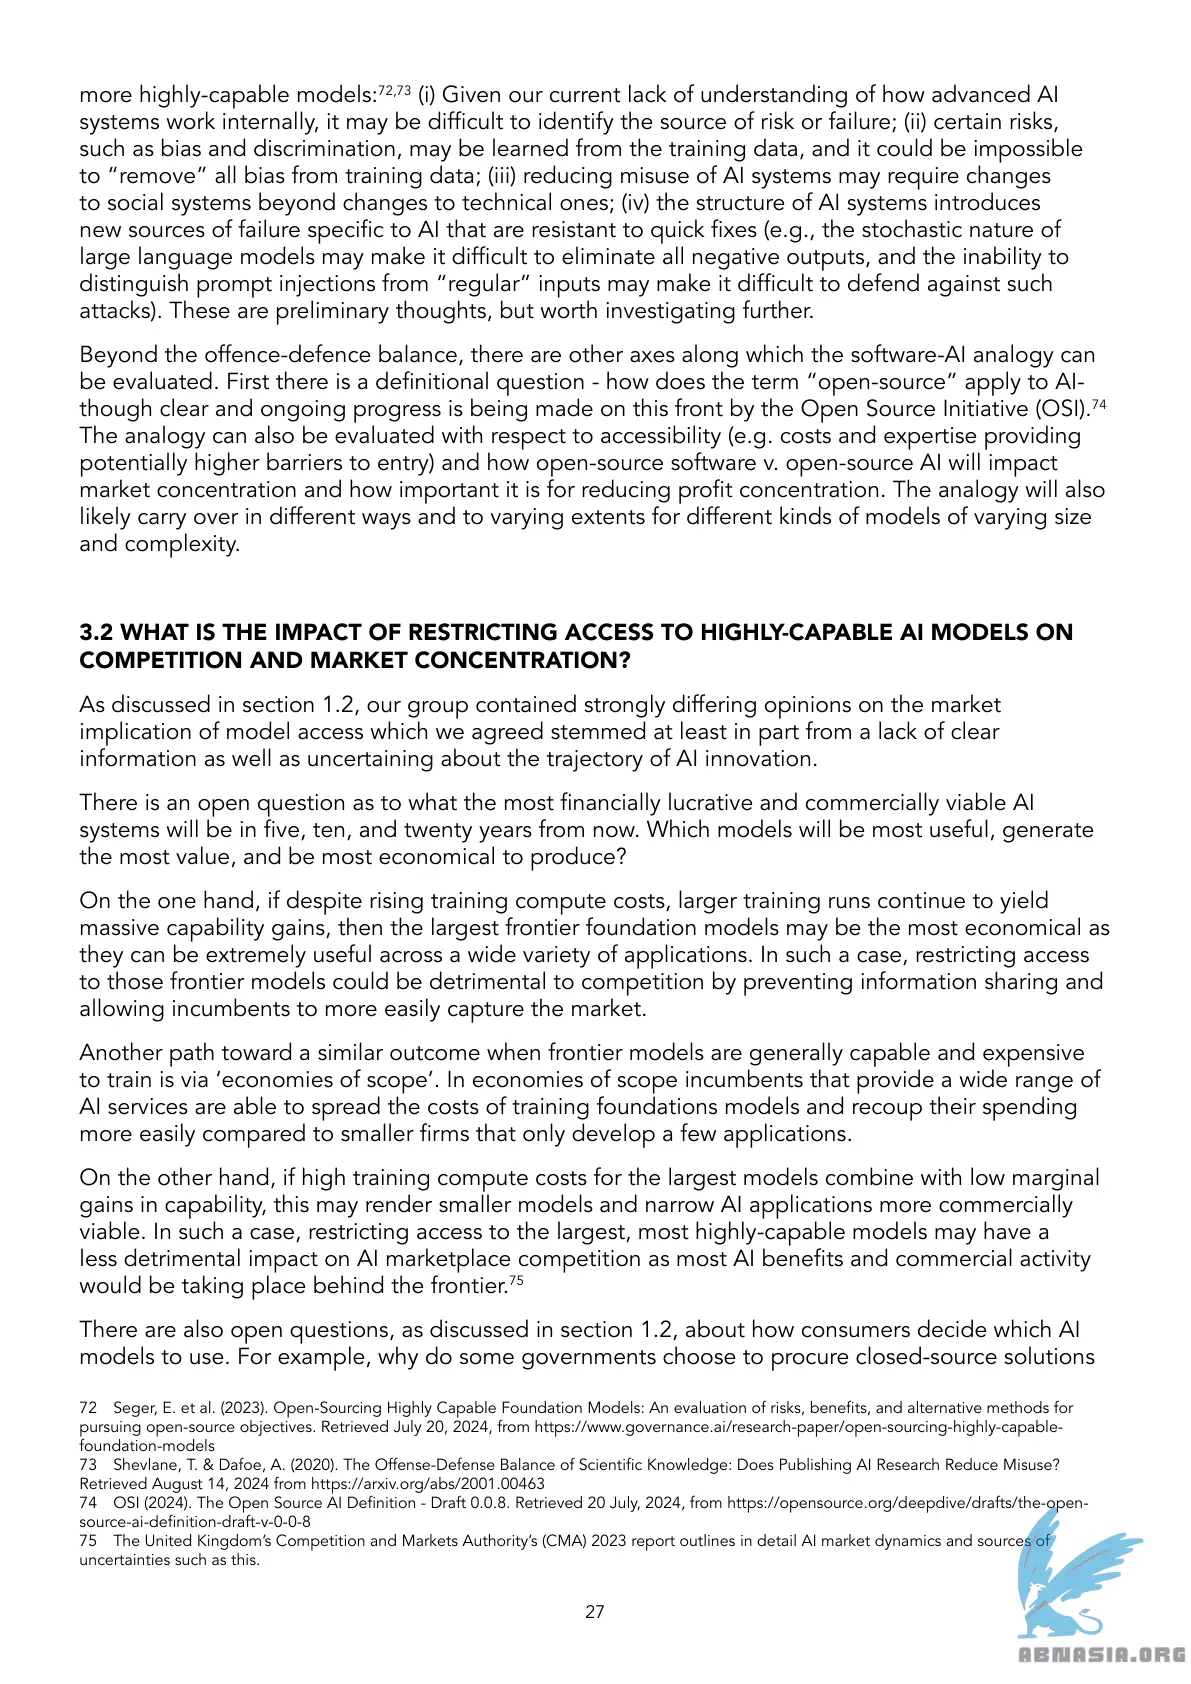 more highly-capable models:72,73 (i) Given our current lack of understanding of how advanced AI
systems work internally, it may be difficult to identify the source of risk or failure; (ii) certain risks,
such as bias and discrimination, may be learned from the training data, and it could be impossible
to “remove” all bias from training data; (iii) reducing misuse of AI systems may require changes
to social systems beyond changes to technical ones; (iv) the structure of AI systems introduces
new sources of failure specific to AI that are resistant to quick fixes (e.g., the stochastic nature of
large language models may make it difficult to eliminate all negative outputs, and the inability to
distinguish prompt injections from “regular” inputs may make it difficult to defend against such
attacks). These are preliminary thoughts, but worth investigating further.
Beyond the offence-defence balance, there are other axes along which the software-AI analogy can
be evaluated. First there is a definitional question - how does the term “open-source” apply to AI-
though clear and ongoing progress is being made on this front by the Open Source Initiative (OSI).74
The analogy can also be evaluated with respect to accessibility (e.g. costs and expertise providing
potentially higher barriers to entry) and how open-source software v. open-source AI will impact
market concentration and how important it is for reducing profit concentration. The analogy will also
likely carry over in different ways and to varying extents for different kinds of models of varying size
and complexity.
3.2 WHAT IS THE IMPACT OF RESTRICTING ACCESS TO HIGHLY-CAPABLE AI MODELS ON
COMPETITION AND MARKET CONCENTRATION?
As discussed in section 1.2, our group contained strongly differing opinions on the market
implication of model access which we agreed stemmed at least in part from a lack of clear
information as well as uncertaining about the trajectory of AI innovation.
There is an open question as to what the most financially lucrative and commercially viable AI
systems will be in five, ten, and twenty years from now. Which models will be most useful, generate
the most value, and be most economical to produce?
On the one hand, if despite rising training compute costs, larger training runs continue to yield
massive capability gains, then the largest frontier foundation models may be the most economical as
they can be extremely useful across a wide variety of applications. In such a case, restricting access
to those frontier models could be detrimental to competition by preventing information sharing and
allowing incumbents to more easily capture the market.
Another path toward a similar outcome when frontier models are generally capable and expensive
to train is via ‘economies of scope’. In economies of scope incumbents that provide a wide range of
AI services are able to spread the costs of training foundations models and recoup their spending
more easily compared to smaller firms that only develop a few applications.
On the other hand, if high training compute costs for the largest models combine with low marginal
gains in capability, this may render smaller models and narrow AI applications more commercially
viable. In such a case, restricting access to the largest, most highly-capable models may have a
less detrimental impact on AI marketplace competition as most AI benefits and commercial activity
would be taking place behind the frontier.75
There are also open questions, as discussed in section 1.2, about how consumers decide which AI
models to use. For example, why do some governments choose to procure closed-source solutions
72 Seger, E. et al. (2023). Open-Sourcing Highly Capable Foundation Models: An evaluation of risks, benefits, and alternative methods for
pursuing open-source objectives. Retrieved July 20, 2024, from https://www.governance.ai/research-paper/open-sourcing-highly-capable-
foundation-models
73 Shevlane, T. & Dafoe, A. (2020). The Offense-Defense Balance of Scientific Knowledge: Does Publishing AI Research Reduce Misuse?
Retrieved August 14, 2024 from https://arxiv.org/abs/2001.00463
74 OSI (2024). The Open Source AI Definition - Draft 0.0.8. Retrieved 20 July, 2024, from https://opensource.org/deepdive/drafts/the-open-
source-ai-definition-draft-v-0-0-8
75 The United Kingdom’s Competition and Markets Authority’s (CMA) 2023 report outlines in detail AI market dynamics and sources of
uncertainties such as this.
27
ABNASIA.ORG